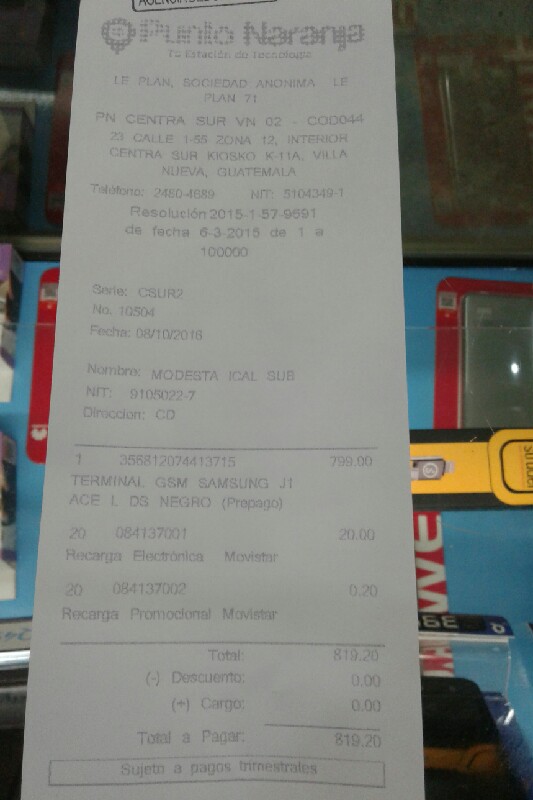 Punto Naranja
Tu Estación de Tecnología
LE PLAN, SOCIEDAD ANONIMA LE
PLAN 71
PN CENTRA SUR VN 02 - COD044
23 CALLE 1-55 ZONA 12, INTERIOR
CENTRA SUR KIOSKO K-11A, VILLA
NUEVA, GUATEMALA
Teléfono: 2480-4689 NIT: 5104349-1
Resolución 2015-1-57-9691
de fecha 6-3-2015 de 1 a
100000
Serie: CSUR2
No. 10504
Fecha: 08/10/2016
Nombre: MODESTA ICAL SUB
NIT: 9105022-7
Direccion: CD
1 356812074413715 799.00
TERMINAL GSM SAMSUNG J1
ACE L DS NEGRO (Prepago)
20 084137001 20.00
Recarga Electrónica Movistar
20 084137002 0.20
Recarga Promocional Movistar
Total: 819.20
(-) Descuento: 0.00
(+) Cargo: 0.00
Total a Pagar: 819.20
Sujeto a pagos trimestrales